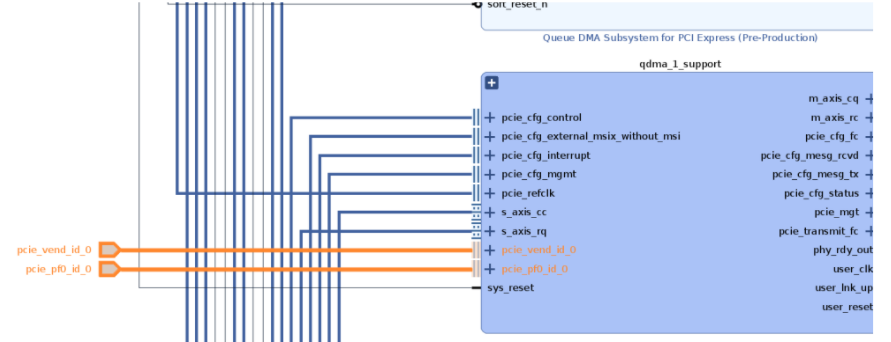 soft_reset_n
Queue DMA Subsystem for PCI Express (Pre-Production)
qdma_1_support
m_axis_cq
pcie_cfg_control m_axis_rc
pcie_cfg_external_msix_without_msi pcie_cfg_fc
pcie_cfg_interrupt pcie_cfg_mesg_rcvd
pcie_cfg_mgmt pcie_cfg_mesg_tx
pcie_refclk pcie_cfg_status
s_axis_cc pcie_mgt
s_axis_rq pcie_transmit_fc
pcie_vend_id_0 pcie_vend_id_0 phy_rdy_out
pcie_pf0_id_0 pcie_pf0_id_0 user_clk
sys_reset user_lnk_up
user_reset